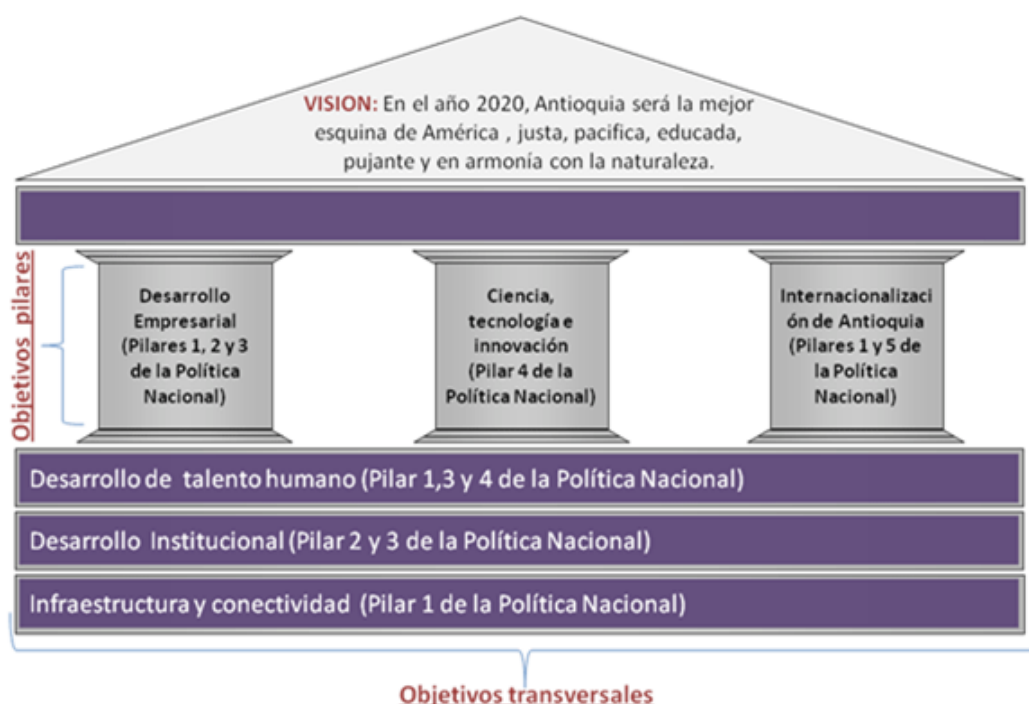 VISION: En el año 2020, Antioquia será la mejor
esquina de América , justa, pacifica, educada,
pujante y en armonía con la naturaleza.
Objetivos pilares
Desarrollo
Empresarial
(Pilares 1, 2 y 3
de la Política
Nacional)
Ciencia,
tecnología e
innovación
(Pilar 4 de la
Política Nacional)
Internacionalizaci
ón de Antioquia
(Pilares 1 y 5 de
la Política
Nacional)
Desarrollo de talento humano (Pilar 1,3 y 4 de la Política Nacional)
Desarrollo Institucional (Pilar 2 y 3 de la Política Nacional)
Infraestructura y conectividad (Pilar 1 de la Política Nacional)
Objetivos transversales